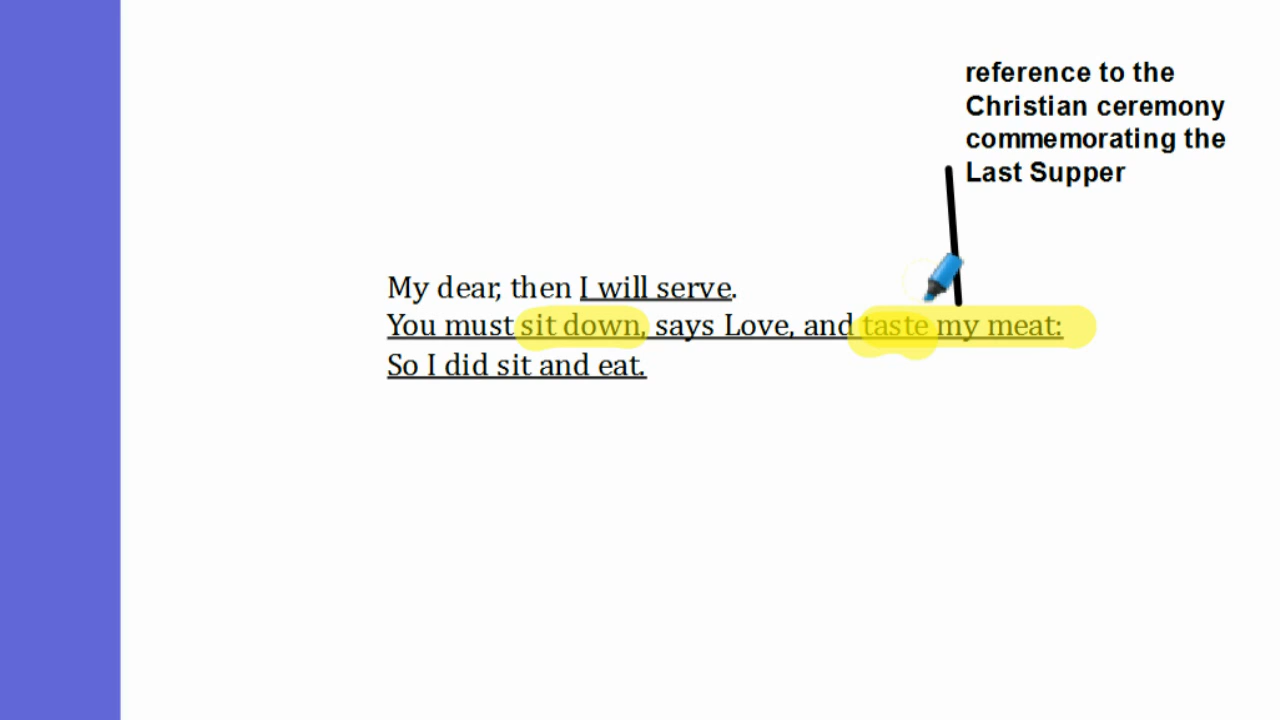 reference to the
Christian ceremony
commemorating the
Last Supper
My dear, then I will serve.
You must sit down, says Love, and taste my meat:
So I did sit and eat.